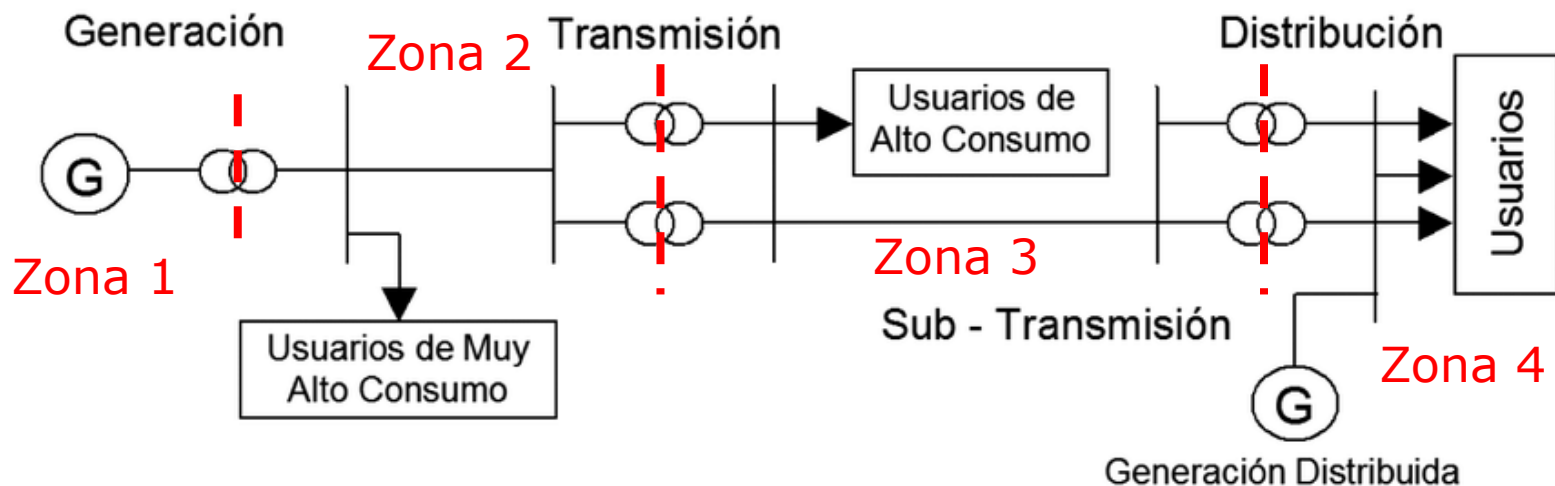 Generación
Zona 2
Transmisión
Distribución
G
Usuarios de
Alto Consumo
Usuarios
Zona 1
Zona 3
Usuarios de Muy
Alto Consumo
Sub - Transmisión
Zona 4
G
Generación Distribuida